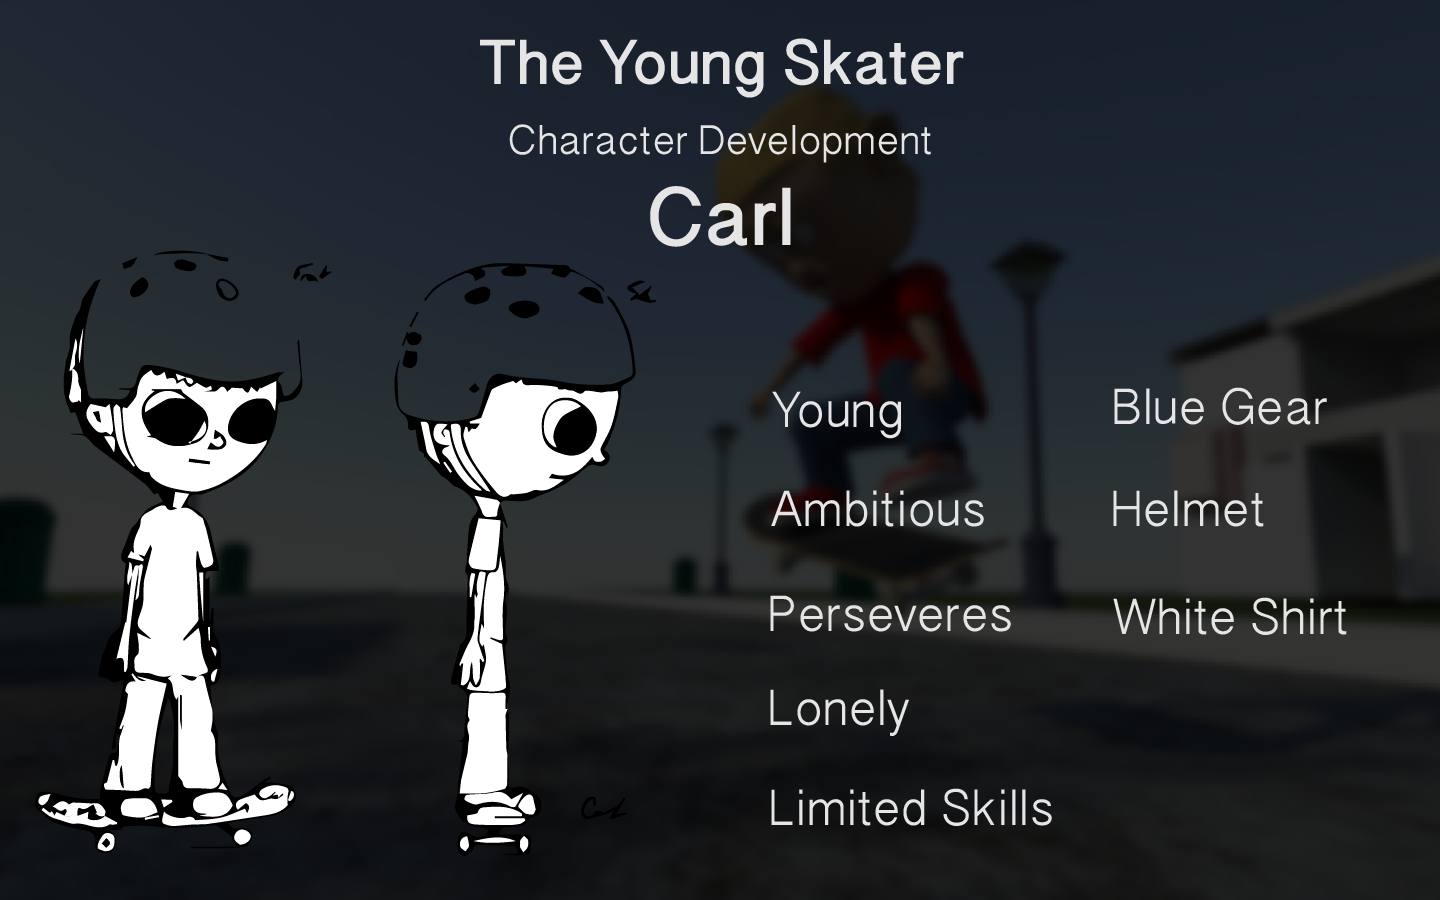 The Young Skater
Character Development
Carl
Young
Ambitious
Perseveres
Lonely
Limited Skills
Blue Gear
Helmet
White Shirt